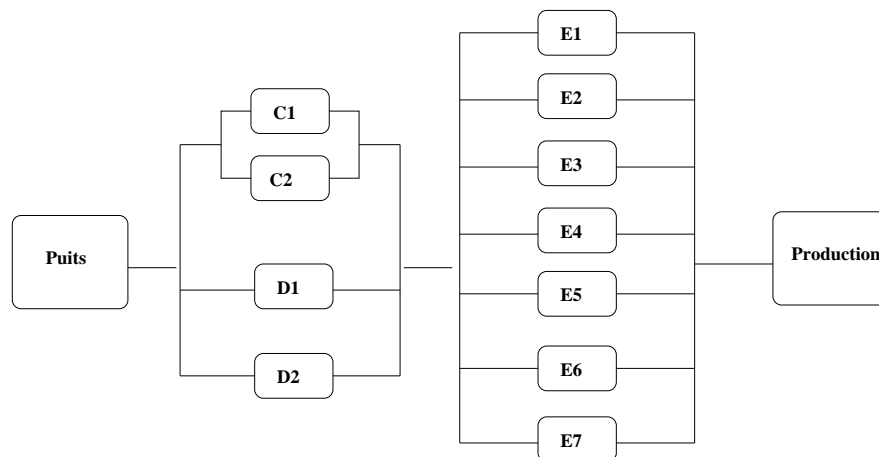 Puits
C1
C2
D1
D2
E1
E2
E3
E4
E5
E6
E7
Production